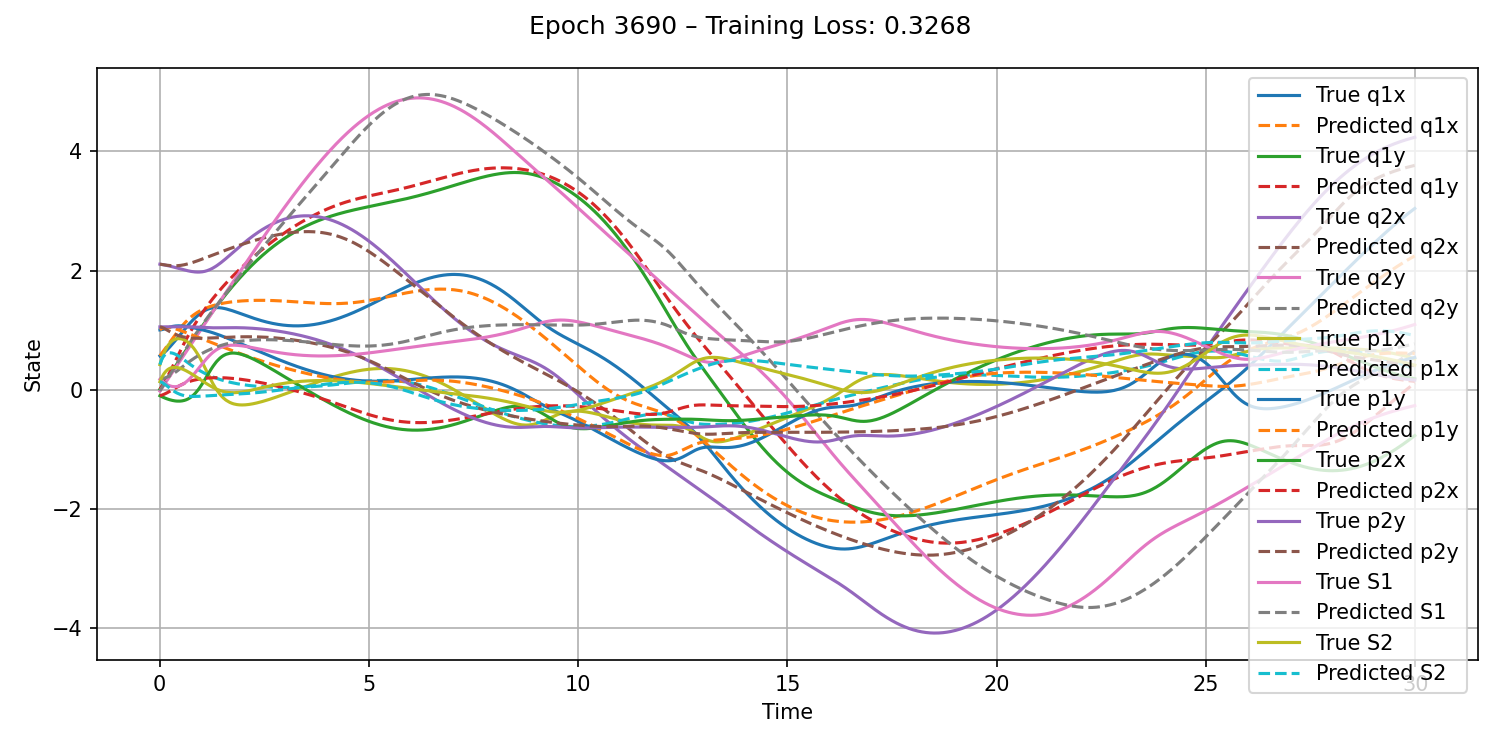 Epoch 3690 – Training Loss: 0.3268
State
4
2
0
−2
−4
0
5
10
15
20
25
30
Time
True q1x
Predicted q1x
True q1y
Predicted q1y
True q2x
Predicted q2x
True q2y
Predicted q2y
True p1x
Predicted p1x
True p1y
Predicted p1y
True p2x
Predicted p2x
True p2y
Predicted p2y
True S1
Predicted S1
True S2
Predicted S2